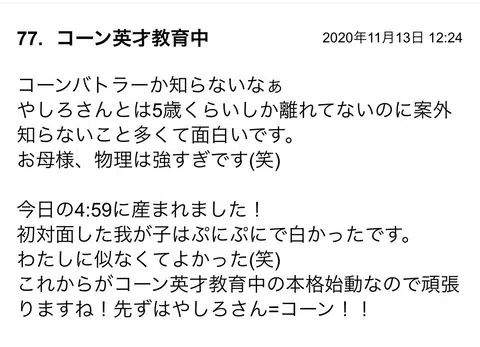 77.  コーン英才教育中
2020年11月13日 12:24
コーンバトラーか知らないなぁ
やしろさんとは5歳くらいしか離れてないのに案外
知らないこと多くて面白いです。
お母様、物理は強すぎです(笑)
今日の4:59に産まれました！
初対面した我が子はぷにぷにで白かったです。
わたしに似なくてよかった(笑)
これからがコーン英才教育中の本格始動なので頑張
りますね！先ずはやしろさん=コーン！！